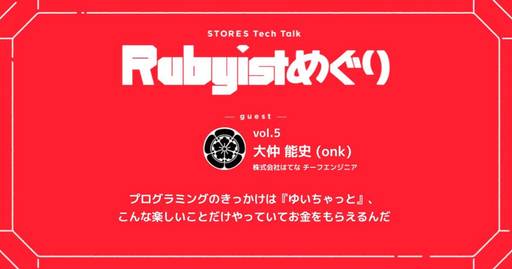 STORES Tech Talk
Rubyistめぐり
guest
vol.5
大仲 能史 (onk)
株式会社はてな チーフエンジニア
プログラミングのきっかけは『ゆいちゃっと』、
こんな楽しいことだけやっていてお金をもらえるんだ